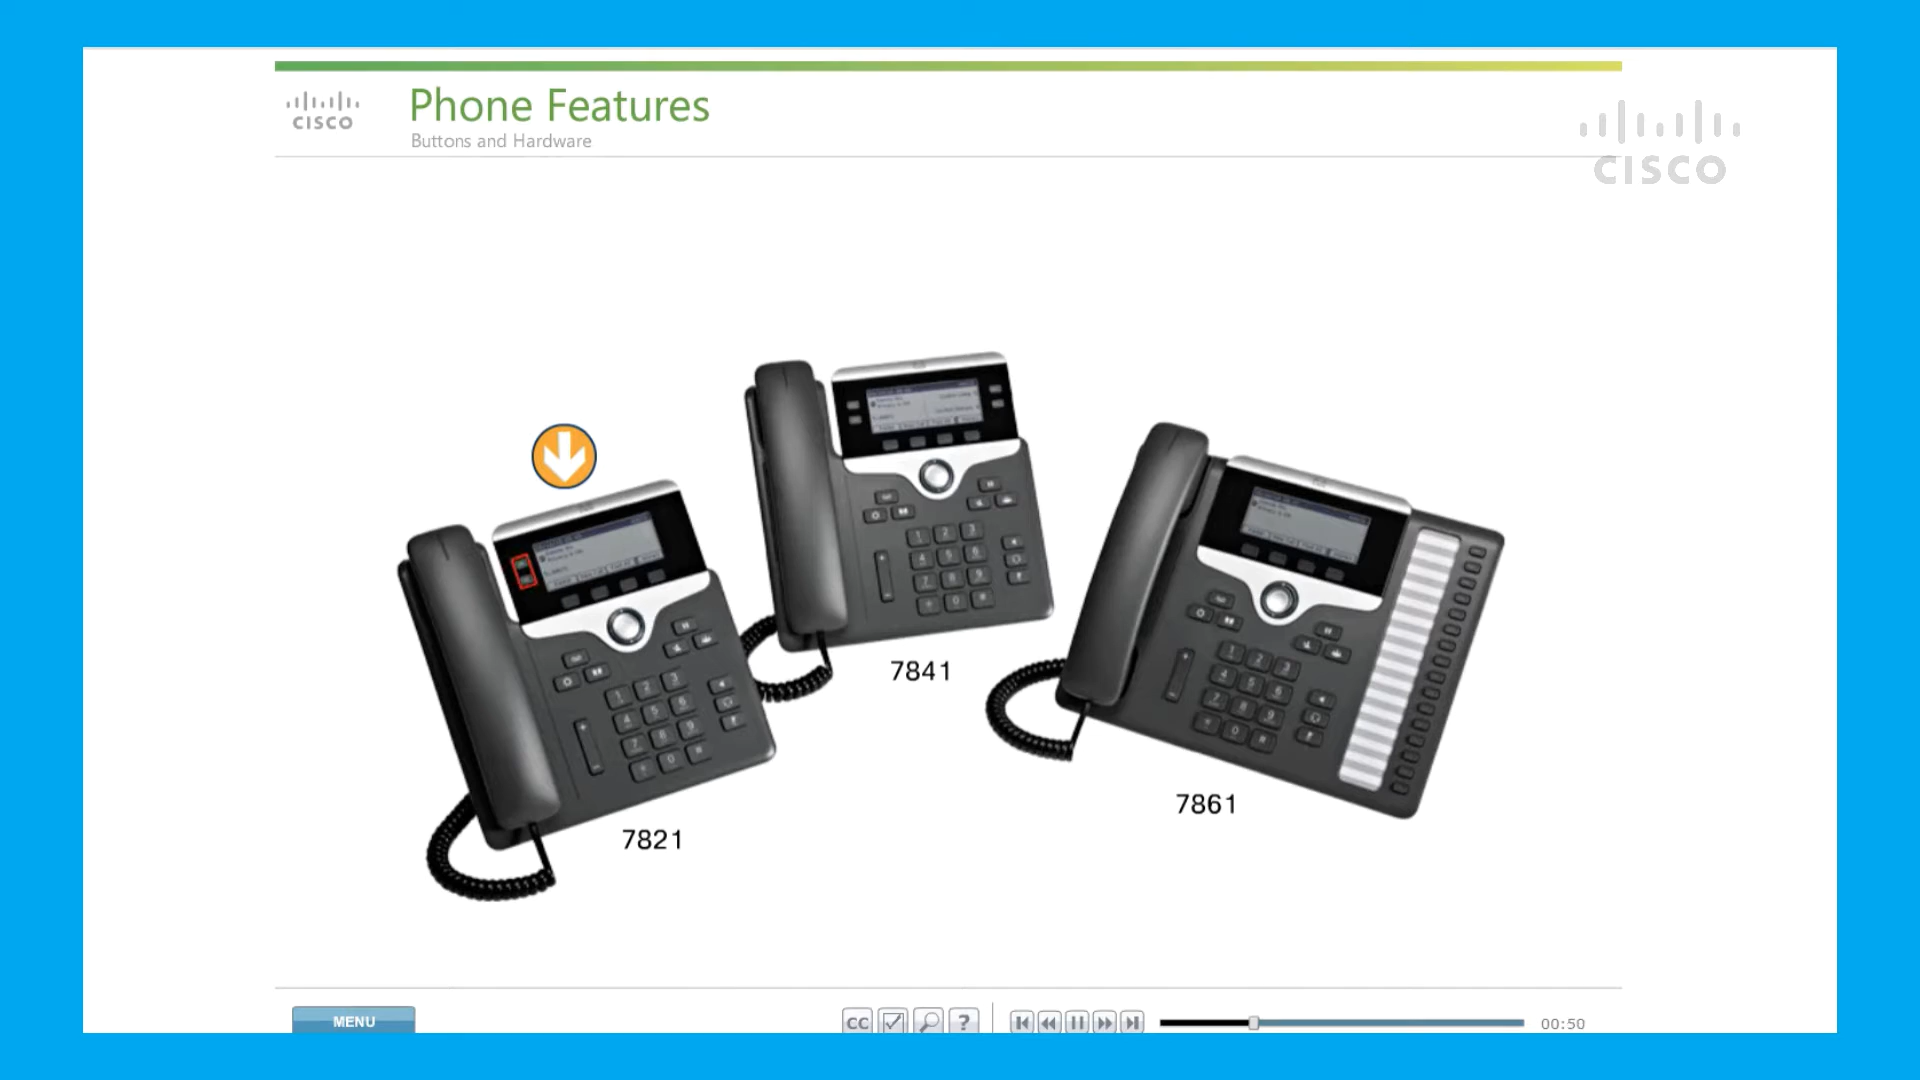 CISCO
Phone Features
Buttons and Hardware
CISCO
7841
7861
7821
MENU
CC
?
00:50